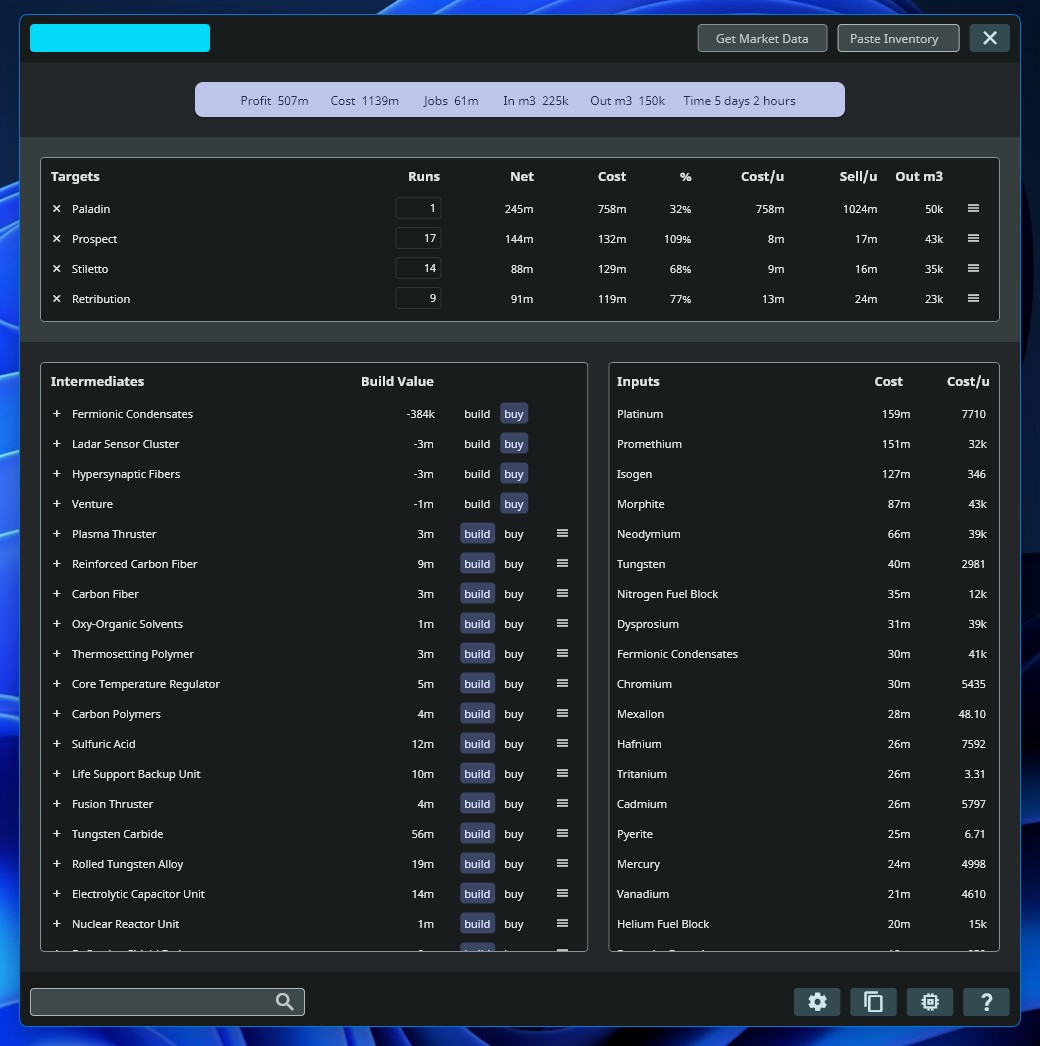 Get Market Data Paste Inventory
Profit 507m Cost 1139m Jobs 61m In m3 225k Out m3 150k Time 5 days 2 hours
Targets Runs Net Cost % Cost/u Sell/u Out m3
Paladin 1 245m 758m 32% 758m 1024m 50k
Prospect 17 144m 132m 109% 8m 17m 43k
Stiletto 14 88m 129m 68% 9m 16m 35k
Retribution 9 91m 119m 77% 13m 24m 23k
Intermediates Build Value
Fermionic Condensates -384k build buy
Ladar Sensor Cluster -3m build buy
Hypersynaptic Fibers -3m build buy
Venture -1m build buy
Plasma Thruster 3m build buy
Reinforced Carbon Fiber 9m build buy
Carbon Fiber 3m build buy
Oxy-Organic Solvents 1m build buy
Thermosetting Polymer 3m build buy
Core Temperature Regulator 5m build buy
Carbon Polymers 4m build buy
Sulfuric Acid 12m build buy
Life Support Backup Unit 10m build buy
Fusion Thruster 4m build buy
Tungsten Carbide 56m build buy
Rolled Tungsten Alloy 19m build buy
Electrolytic Capacitor Unit 14m build buy
Nuclear Reactor Unit 1m build buy
Inputs Cost Cost/u
Platinum 159m 7710
Promethium 151m 32k
Isogen 127m 346
Morphite 87m 43k
Neodymium 66m 39k
Tungsten 40m 2981
Nitrogen Fuel Block 35m 12k
Dysprosium 31m 39k
Fermionic Condensates 30m 41k
Chromium 30m 5435
Mexallon 28m 48.10
Hafnium 26m 7592
Tritanium 26m 3.31
Cadmium 26m 5797
Pyerite 25m 6.71
Mercury 24m 4998
Vanadium 21m 4610
Helium Fuel Block 20m 15k